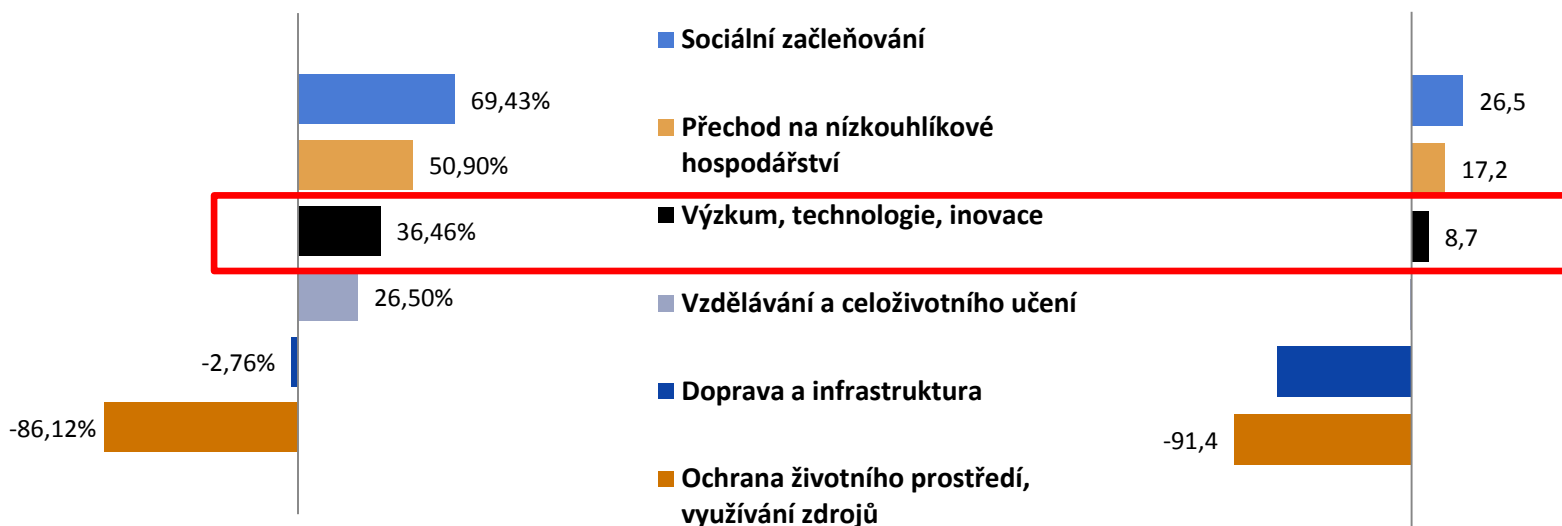 Sociální začleňování
69,43%
26,5
Přechod na nízkouhlíkové
hospodářství
50,90%
17,2
Výzkum, technologie, inovace
36,46%
8,7
26,50%
Vzdělávání a celoživotního učení
-2,76%
Doprava a infrastruktura
-86,12%
-91,4
Ochrana životního prostředí,
využívání zdrojů